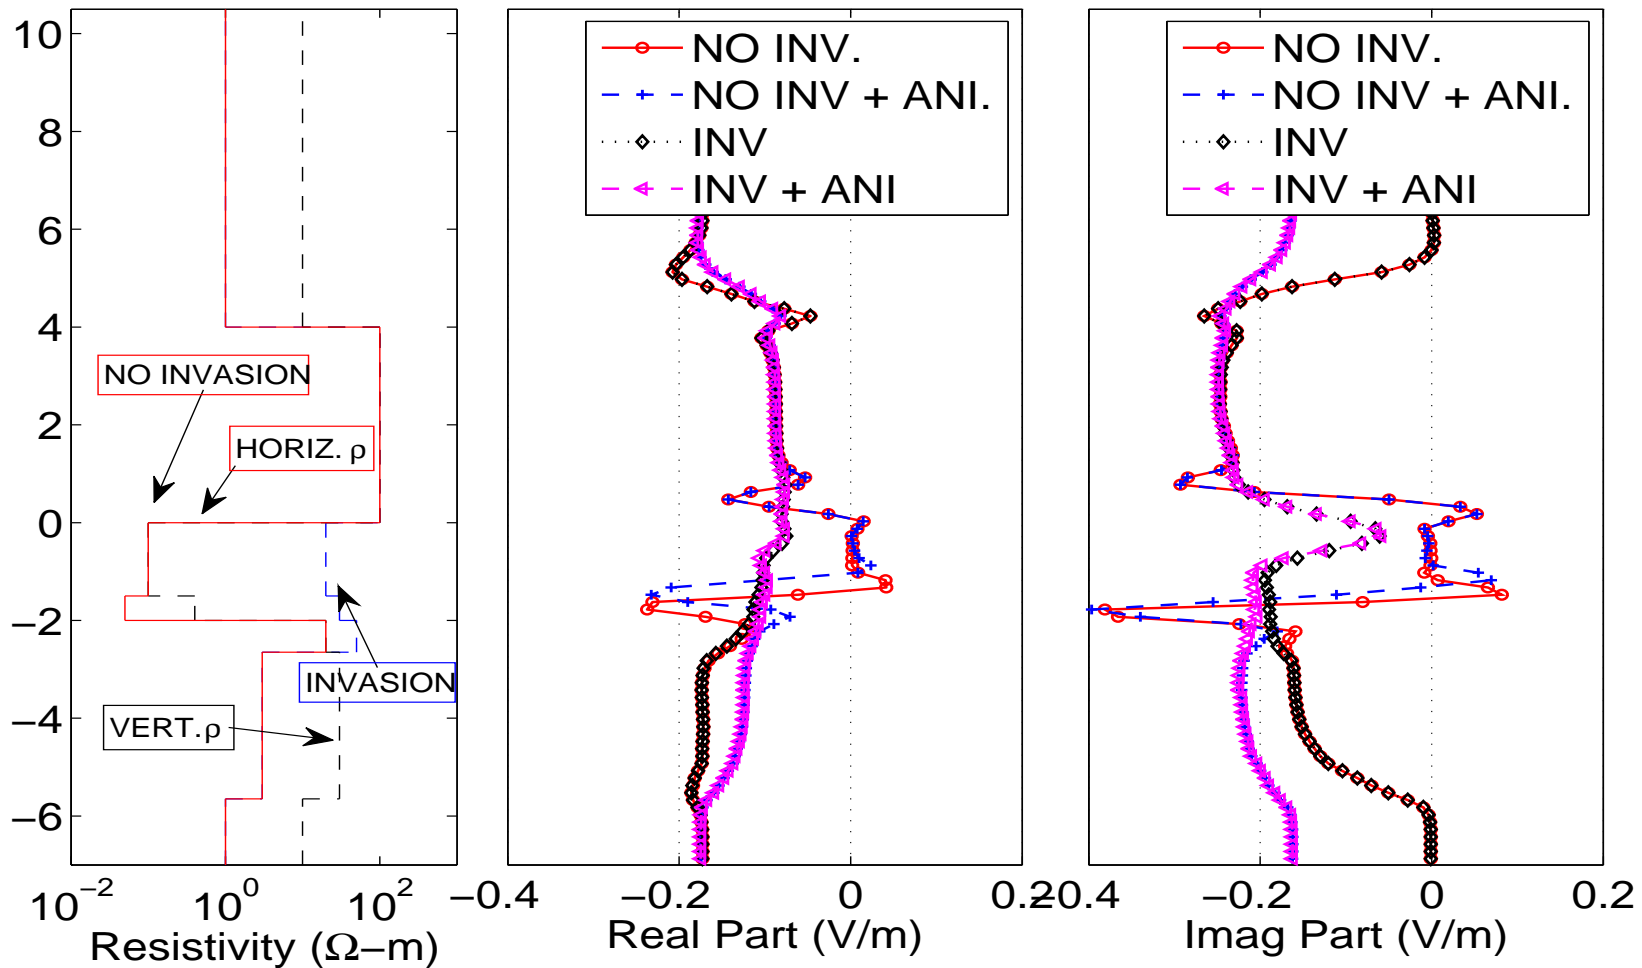 10
8
6
4
2
0
−2
−4
−6
NO INVASION
HORIZ. ρ
INVASION
VERT.ρ
10⁻² 10⁰ 10²
Resistivity (Ω−m)
NO INV.
NO INV + ANI.
INV
INV + ANI
−0.4 −0.2 0 0.2
Real Part (V/m)
NO INV.
NO INV + ANI.
INV
INV + ANI
−0.4 −0.2 0 0.2
Imag Part (V/m)